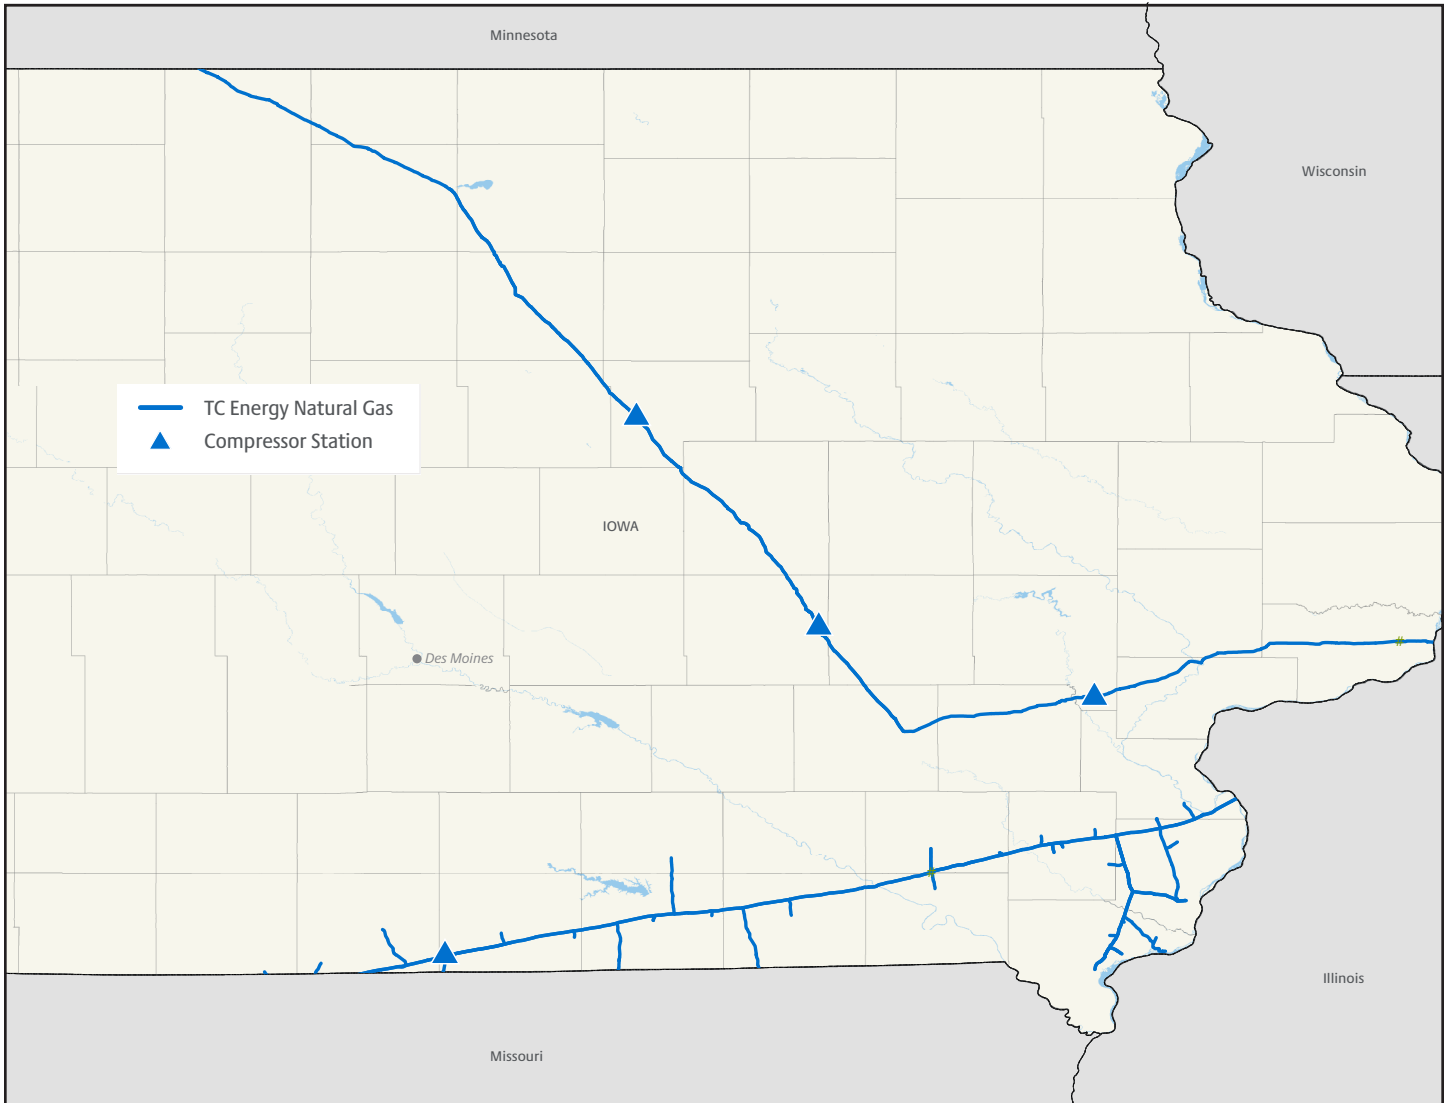 Minnesota
Wisconsin
TC Energy Natural Gas
Compressor Station
IOWA
Des Moines
Illinois
Missouri